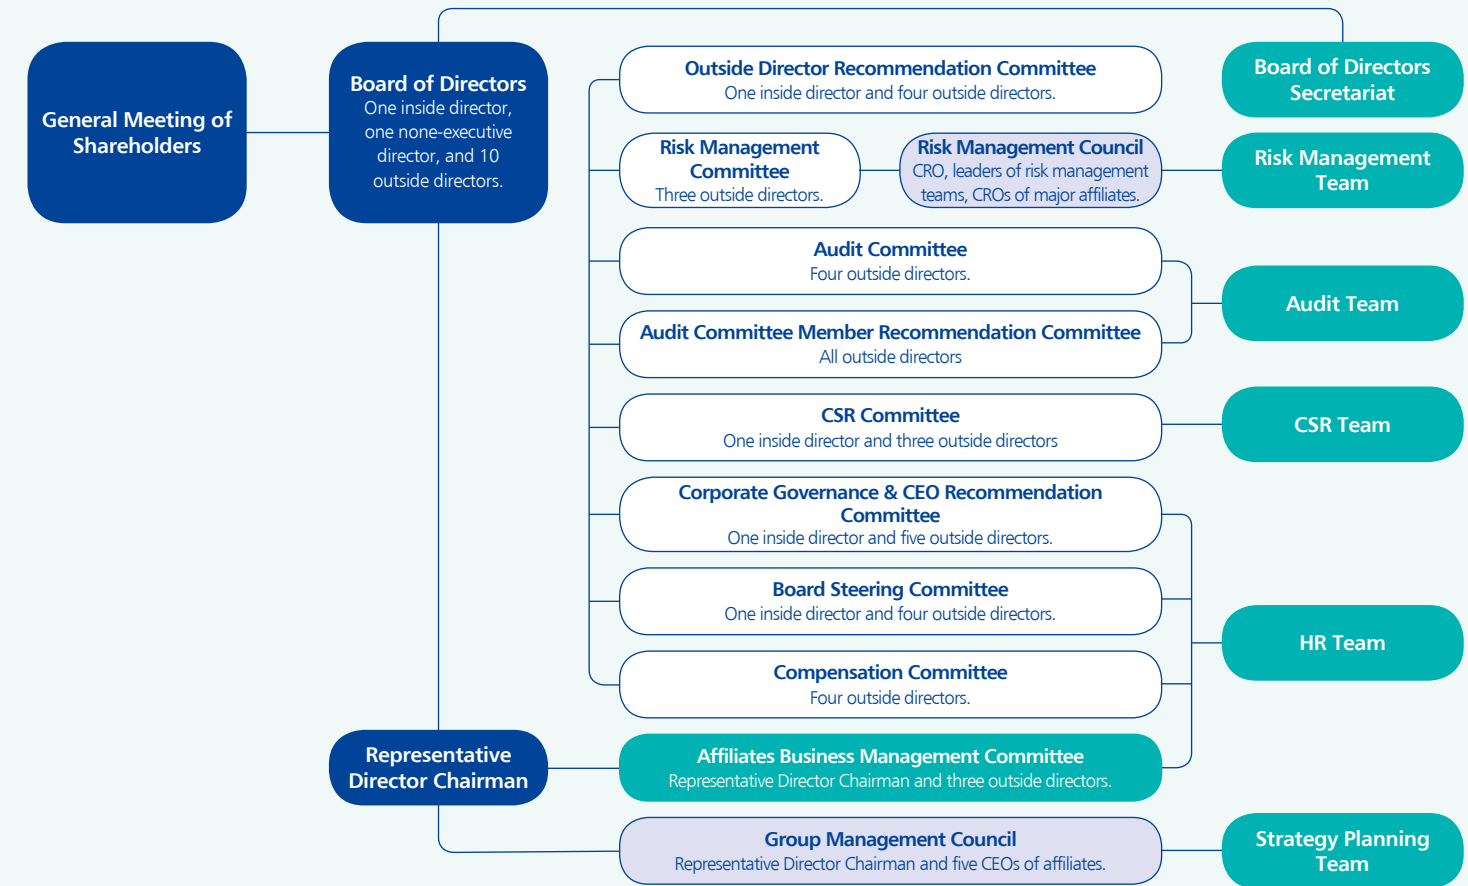 General Meeting of
Shareholders
Board of Directors
One inside director,
one none-executive
director, and 10
outside directors.
Outside Director Recommendation Committee
One inside director and four outside directors.
Board of Directors
Secretariat
Risk Management
Committee
Three outside directors.
Risk Management Council
CRO, leaders of risk management
teams, CROs of major affiliates.
Risk Management
Team
Audit Committee
Four outside directors.
Audit Committee Member Recommendation Committee
All outside directors
Audit Team
CSR Committee
One inside director and three outside directors
CSR Team
Corporate Governance & CEO Recommendation
Committee
One inside director and five outside directors.
Board Steering Committee
One inside director and four outside directors.
Compensation Committee
Four outside directors.
HR Team
Representative
Director Chairman
Affiliates Business Management Committee
Representative Director Chairman and three outside directors.
Group Management Council
Representative Director Chairman and five CEOs of affiliates.
Strategy Planning
Team